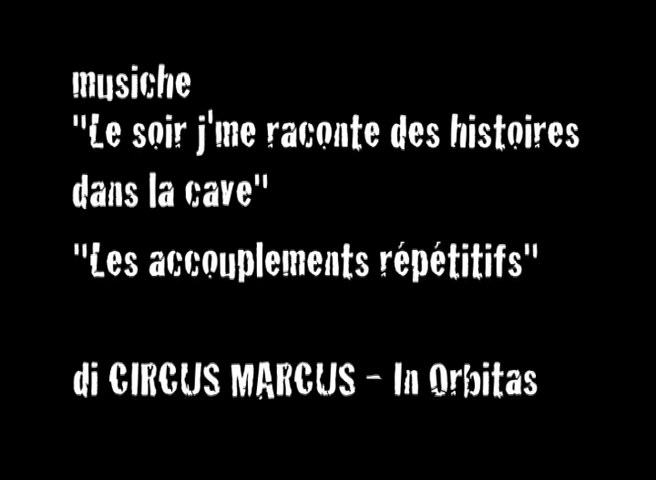 musiche
"Le soir j'me raconte des histoires
dans la cave"
"Les accouplements répétitifs"
di CIRCUS MARCUS - In Orbitas